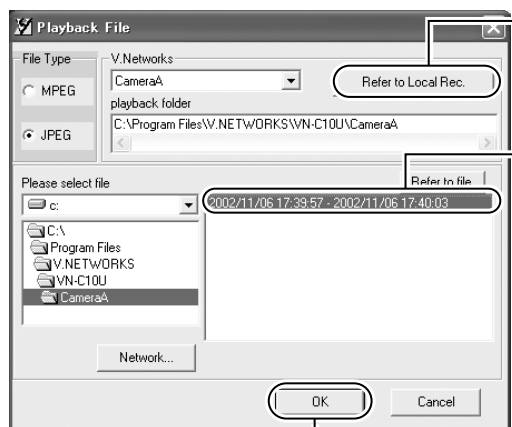 Playback File
File Type
MPEG
JPEG
V.Networks
CameraA
Refer to Local Rec.
playback folder
C:\Program Files\V.NETWORKS\VN-C10U\CameraA
Please select file
Refer to file
c:
C:\
Program Files
V.NETWORKS
VN-C10U
CameraA
2002/11/06 17:39:57 - 2002/11/06 17:40:03
Network...
OK
Cancel